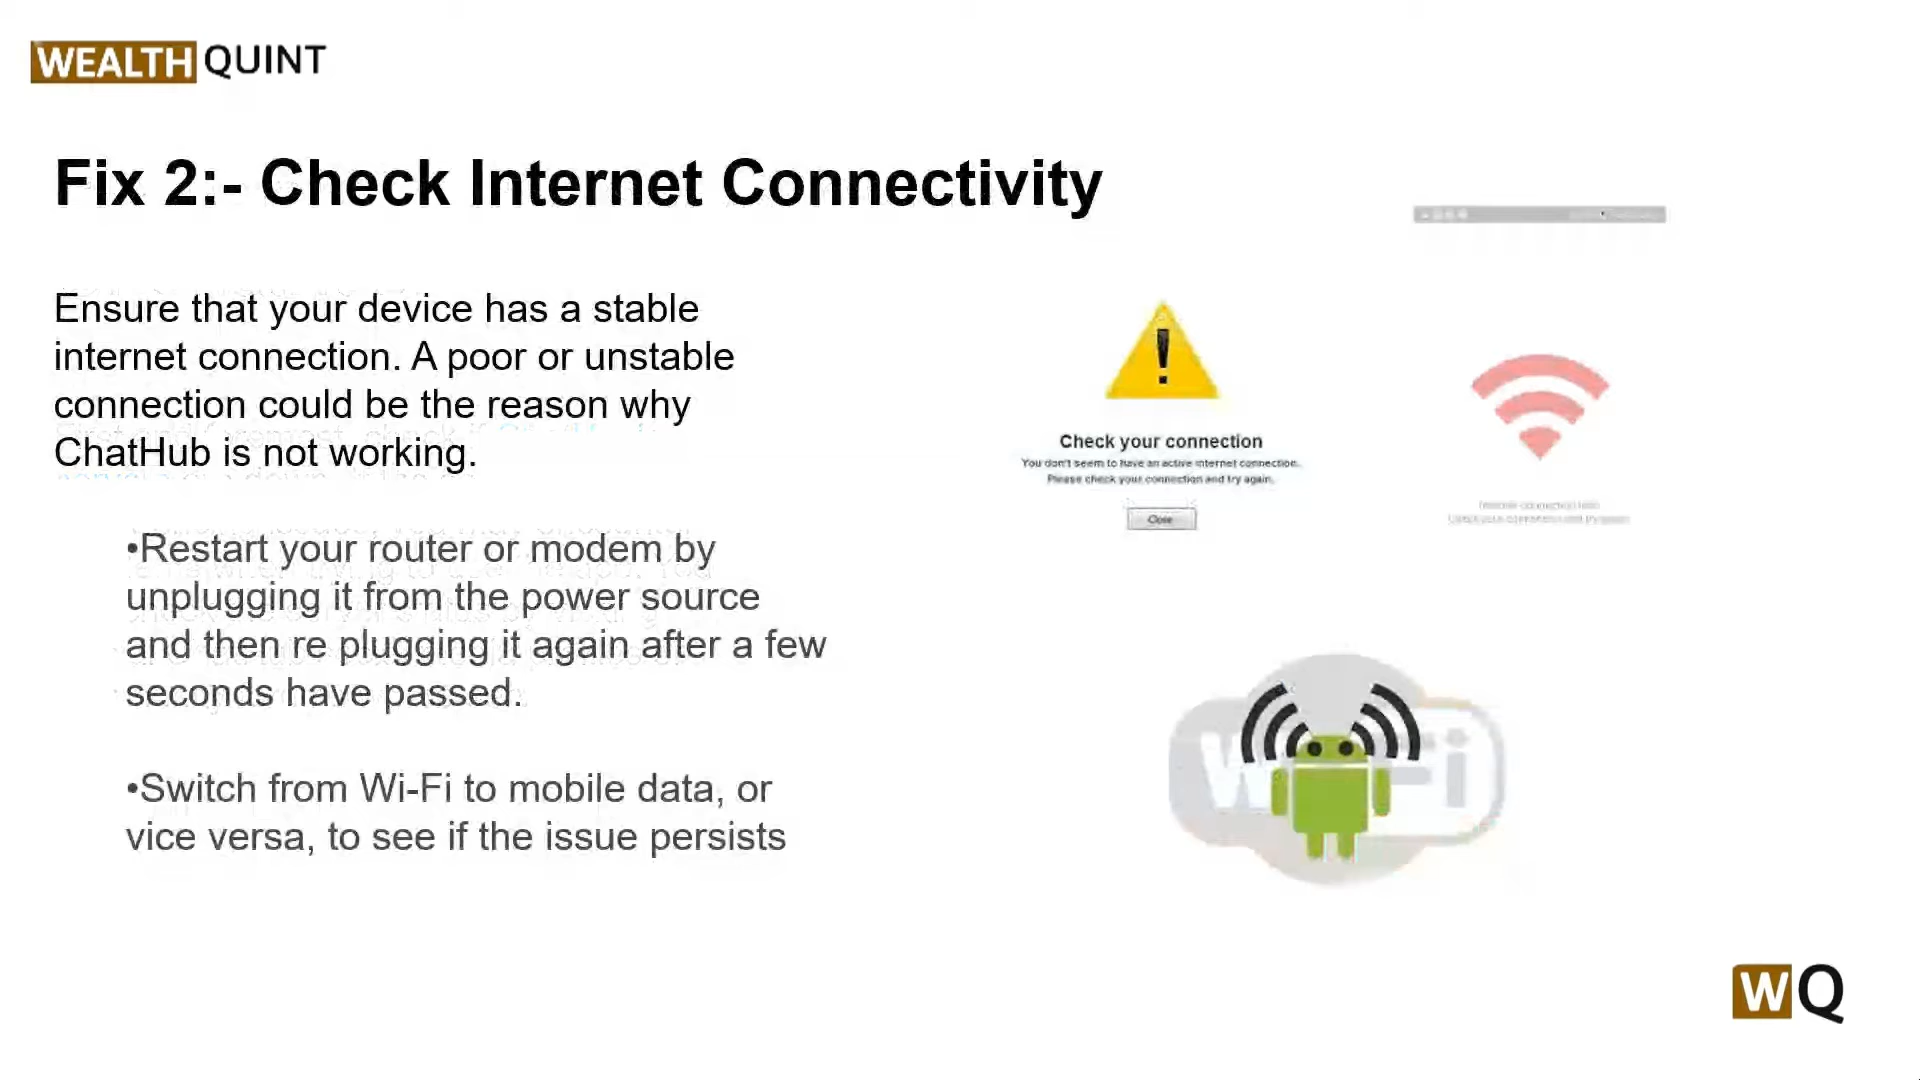 WEALTH QUINT
Fix 2:- Check Internet Connectivity
Ensure that your device has a stable
internet connection. A poor or unstable
connection could be the reason why
ChatHub is not working.
•Restart your router or modem by
unplugging it from the power source
and then re plugging it again after a few
seconds have passed.
•Switch from Wi-Fi to mobile data, or
vice versa, to see if the issue persists
Check your connection
You don't seem to have an active internet connection.
Please check your connection and try again.
Close
WQ